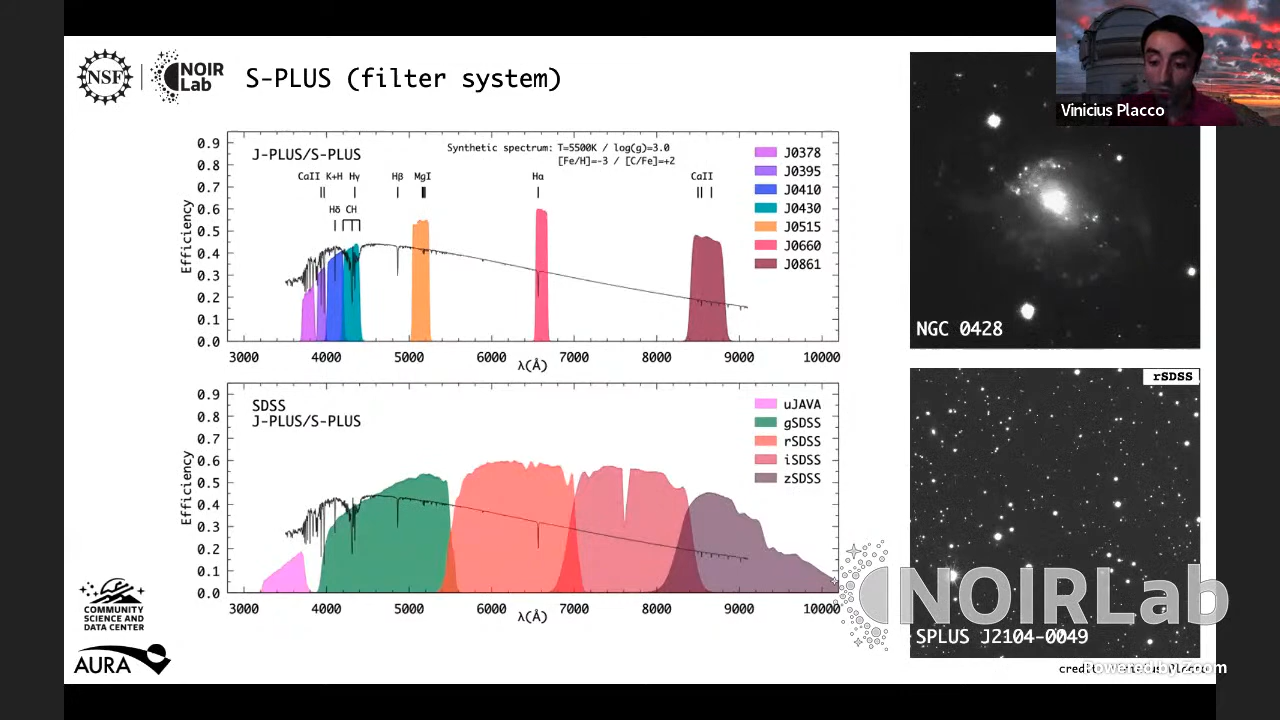 NSF
NOIR
Lab
S-PLUS (filter system)
Vinicius Placco
J-PLUS/S-PLUS
Synthetic spectrum: T=5500K / log(g)=3.0
[Fe/H]=-3 / [C/Fe]=+2
CaII K+H Hγ Hβ MgI Hα CaII
Hδ CH
J0378
J0395
J0410
J0430
J0515
J0660
J0861
Efficiency
0.9
0.8
0.7
0.6
0.5
0.4
0.3
0.2
0.1
0.0
3000 4000 5000 6000 7000 8000 9000 10000
λ(Å)
SDSS
J-PLUS/S-PLUS
uJAVA
gSDSS
rSDSS
iSDSS
zSDSS
Efficiency
0.9
0.8
0.7
0.6
0.5
0.4
0.3
0.2
0.1
0.0
3000 4000 5000 6000 7000 8000 9000 10000
λ(Å)
NGC 0428
rSDSS
NOIRLab
SPLUS J2104-0049
Powered by Zoom
COMMUNITY
SCIENCE AND
DATA CENTER
AURA